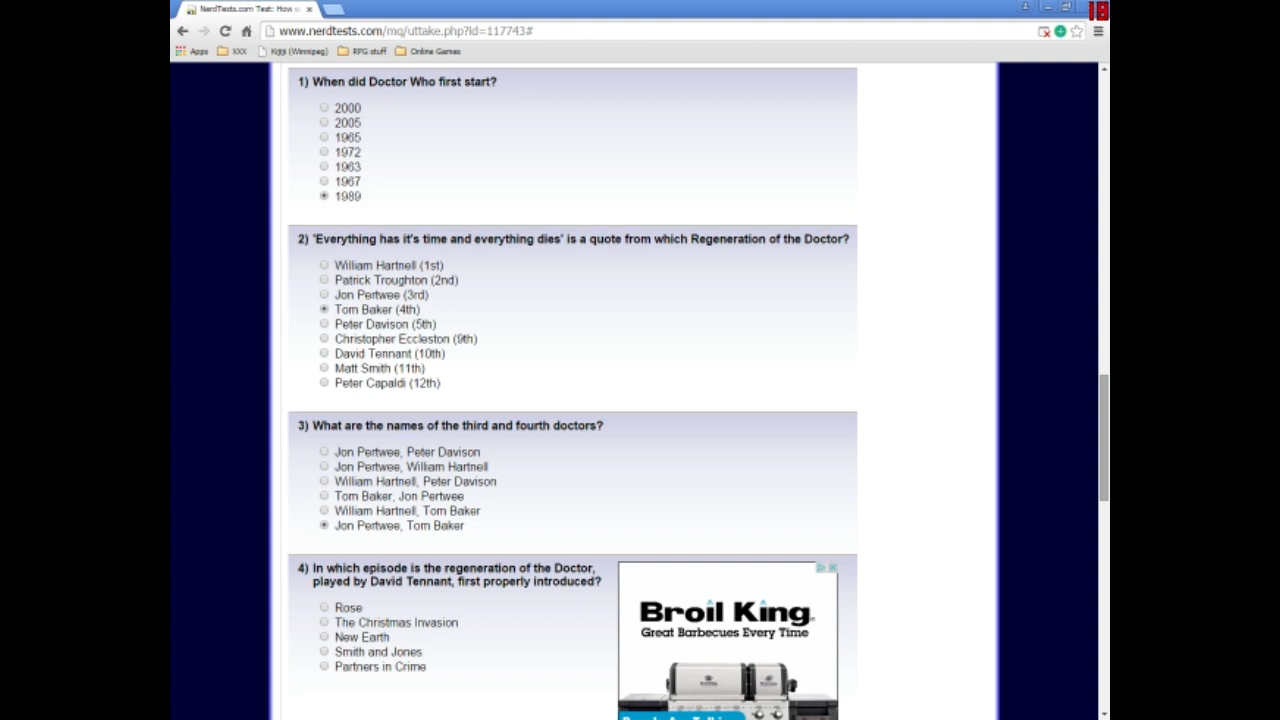 NerdTests.com Test: How
www.nerdtests.com/mq/uttake.php?id=117743#
18
Apps XXX Kijiji (Winnipeg) RPG stuff Online Games
1) When did Doctor Who first start?
2000
2005
1965
1972
1963
1967
1989
2) 'Everything has it's time and everything dies' is a quote from which Regeneration of the Doctor?
William Hartnell (1st)
Patrick Troughton (2nd)
Jon Pertwee (3rd)
Tom Baker (4th)
Peter Davison (5th)
Christopher Eccleston (9th)
David Tennant (10th)
Matt Smith (11th)
Peter Capaldi (12th)
3) What are the names of the third and fourth doctors?
Jon Pertwee, Peter Davison
Jon Pertwee, William Hartnell
William Hartnell, Peter Davison
Tom Baker, Jon Pertwee
William Hartnell, Tom Baker
Jon Pertwee, Tom Baker
4) In which episode is the regeneration of the Doctor,
played by David Tennant, first properly introduced?
Rose
The Christmas Invasion
New Earth
Smith and Jones
Partners in Crime
Broil King
Great Barbecues Every Time